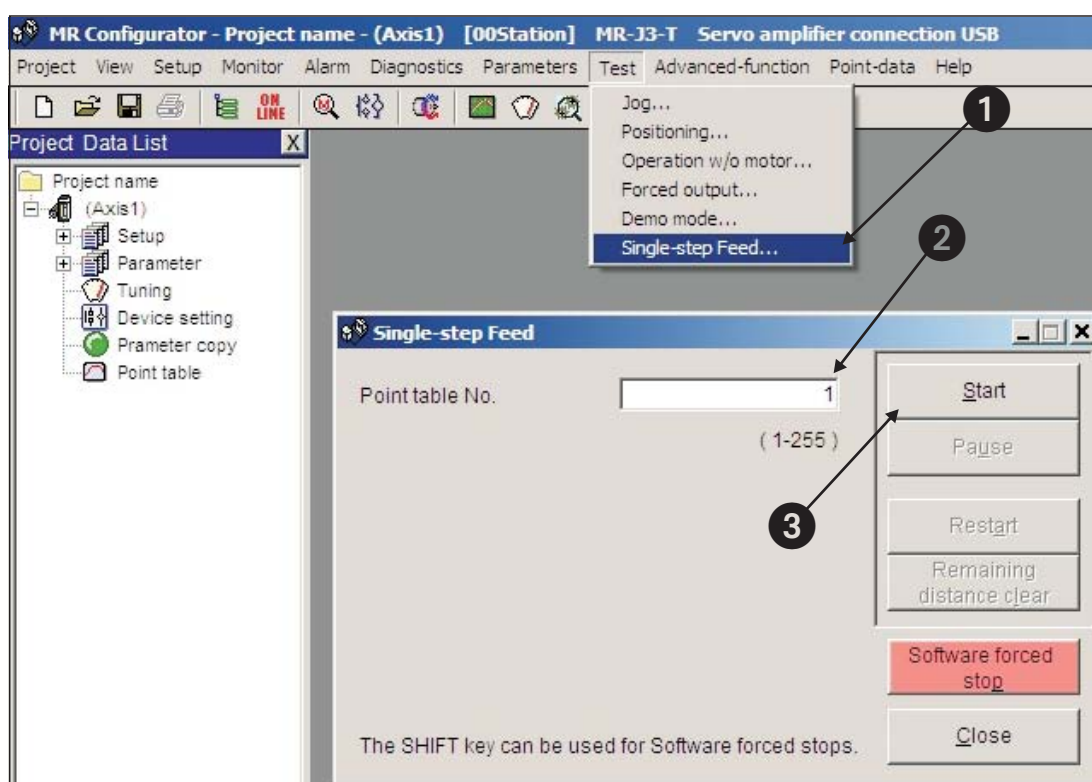 MR Configurator - Project name - (Axis1) [00Station] MR-J3-T Servo amplifier connection USB
Project View Setup Monitor Alarm Diagnostics Parameters Test Advanced-function Point-data Help
ON
LINE
Jog...
Positioning...
Operation w/o motor...
Forced output...
Demo mode...
Single-step Feed...
1
2
3
Project Data List X
Project name
(Axis1)
Setup
Parameter
Tuning
Device setting
Prameter copy
Point table
Single-step Feed
Point table No. 1
( 1-255 )
Start
Pause
Restart
Remaining
distance clear
Software forced
stop
Close
The SHIFT key can be used for Software forced stops.